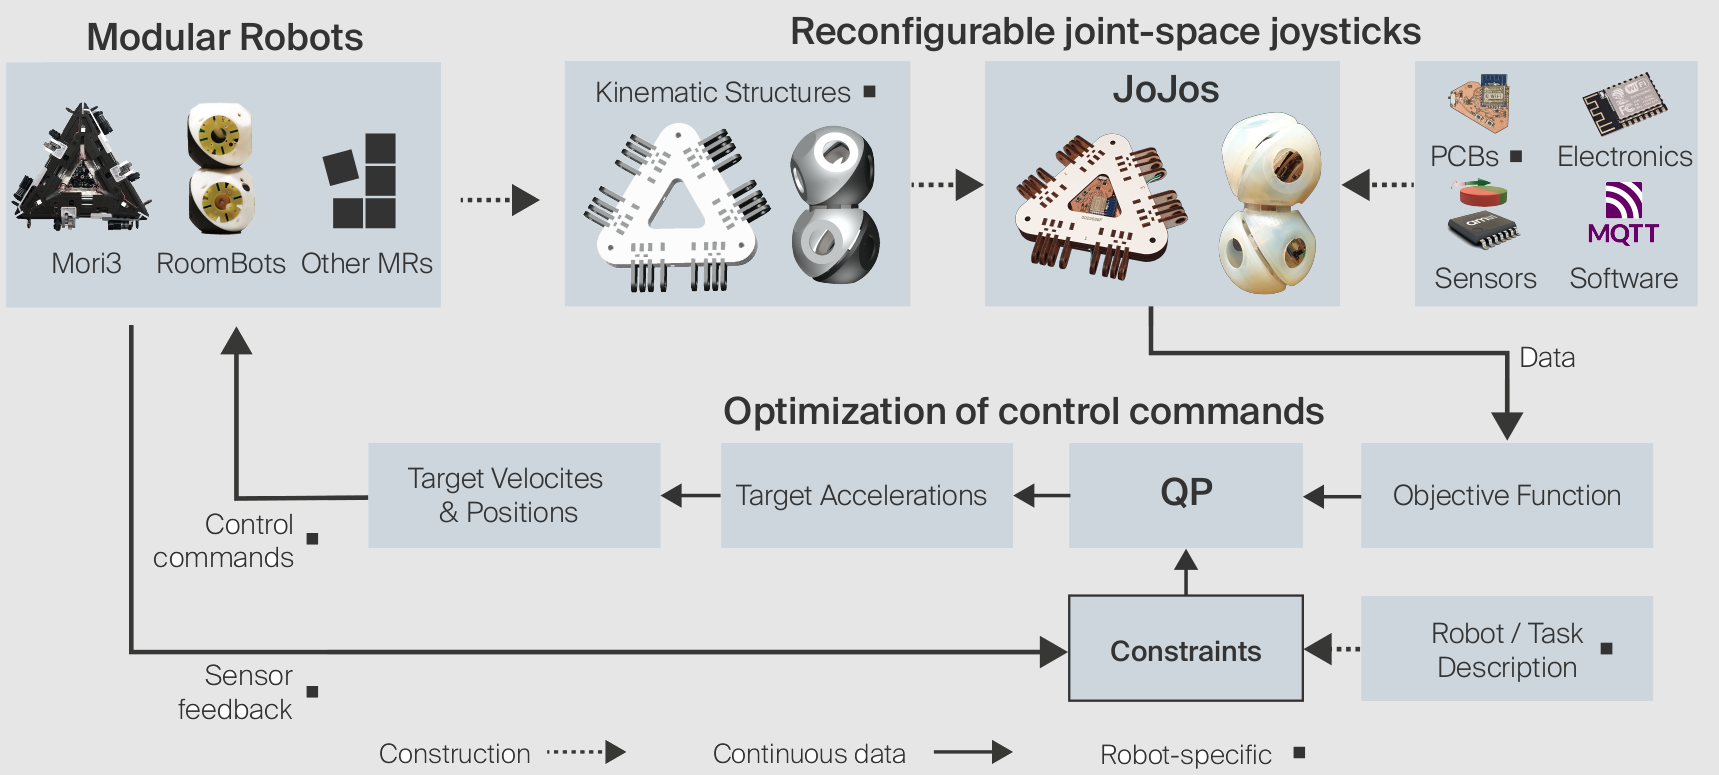 Modular Robots
Reconfigurable joint-space joysticks
Mori3
RoomBots
Other MRs
Kinematic Structures
JoJos
PCBs
Electronics
Sensors
MQTT
Software
Data
Optimization of control commands
Target Velocites
& Positions
Target Accelerations
QP
Objective Function
Control
commands
Constraints
Robot / Task
Description
Sensor
feedback
Construction
Continuous data
Robot-specific